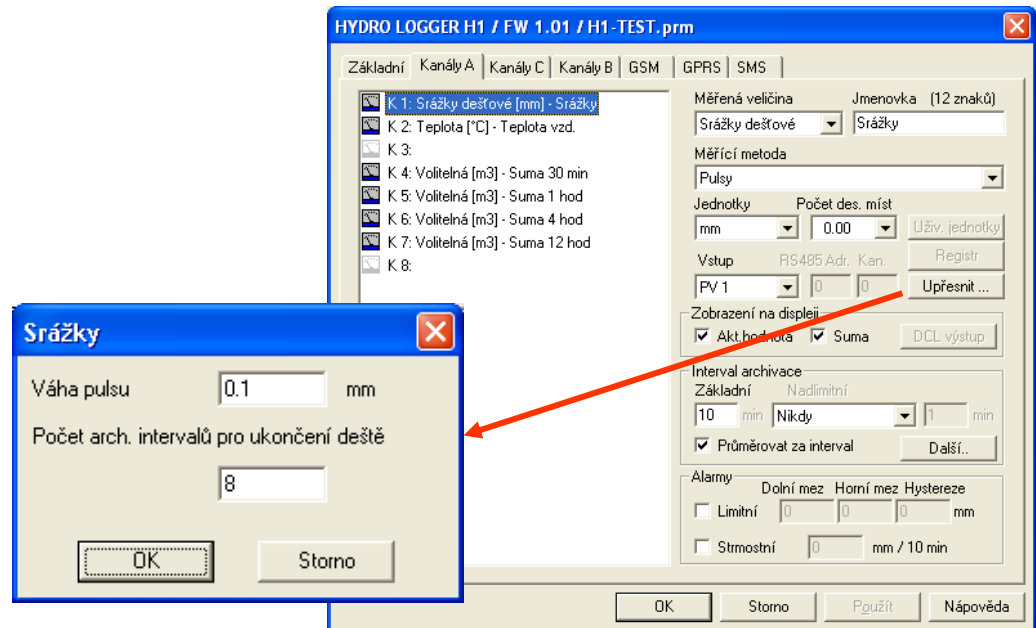 HYDRO LOGGER H1 / FW 1.01 / H1-TEST.prm
Základní Kanály A Kanály C Kanály B GSM GPRS SMS
K 1: Srážky dešťové [mm] - Srážky
K 2: Teplota [°C] - Teplota vzd.
K 3:
K 4: Volitelná [m3] - Suma 30 min
K 5: Volitelná [m3] - Suma 1 hod
K 6: Volitelná [m3] - Suma 4 hod
K 7: Volitelná [m3] - Suma 12 hod
K 8:
Měřená veličina Jmenovka (12 znaků)
Srážky dešťové Srážky
Měřící metoda
Pulsy
Jednotky Počet des. míst
mm 0.00 Uživ. jednotky
Vstup RS485 Adr. Kan. Registr
PV 1 0 0 Upřesnit ...
Zobrazení na displeji
Akt.hodnota Suma DCL výstup
Interval archivace
Základní Nadlimitní
10 min Nikdy 1 min
Průměrovat za interval Další..
Alarmy
Dolní mez Horní mez Hystereze
Limitní 0 0 0 mm
Strmostní 0 mm / 10 min
OK Storno Použít Nápověda
Srážky
Váha pulsu 0.1 mm
Počet arch. intervalů pro ukončení deště
8
OK Storno